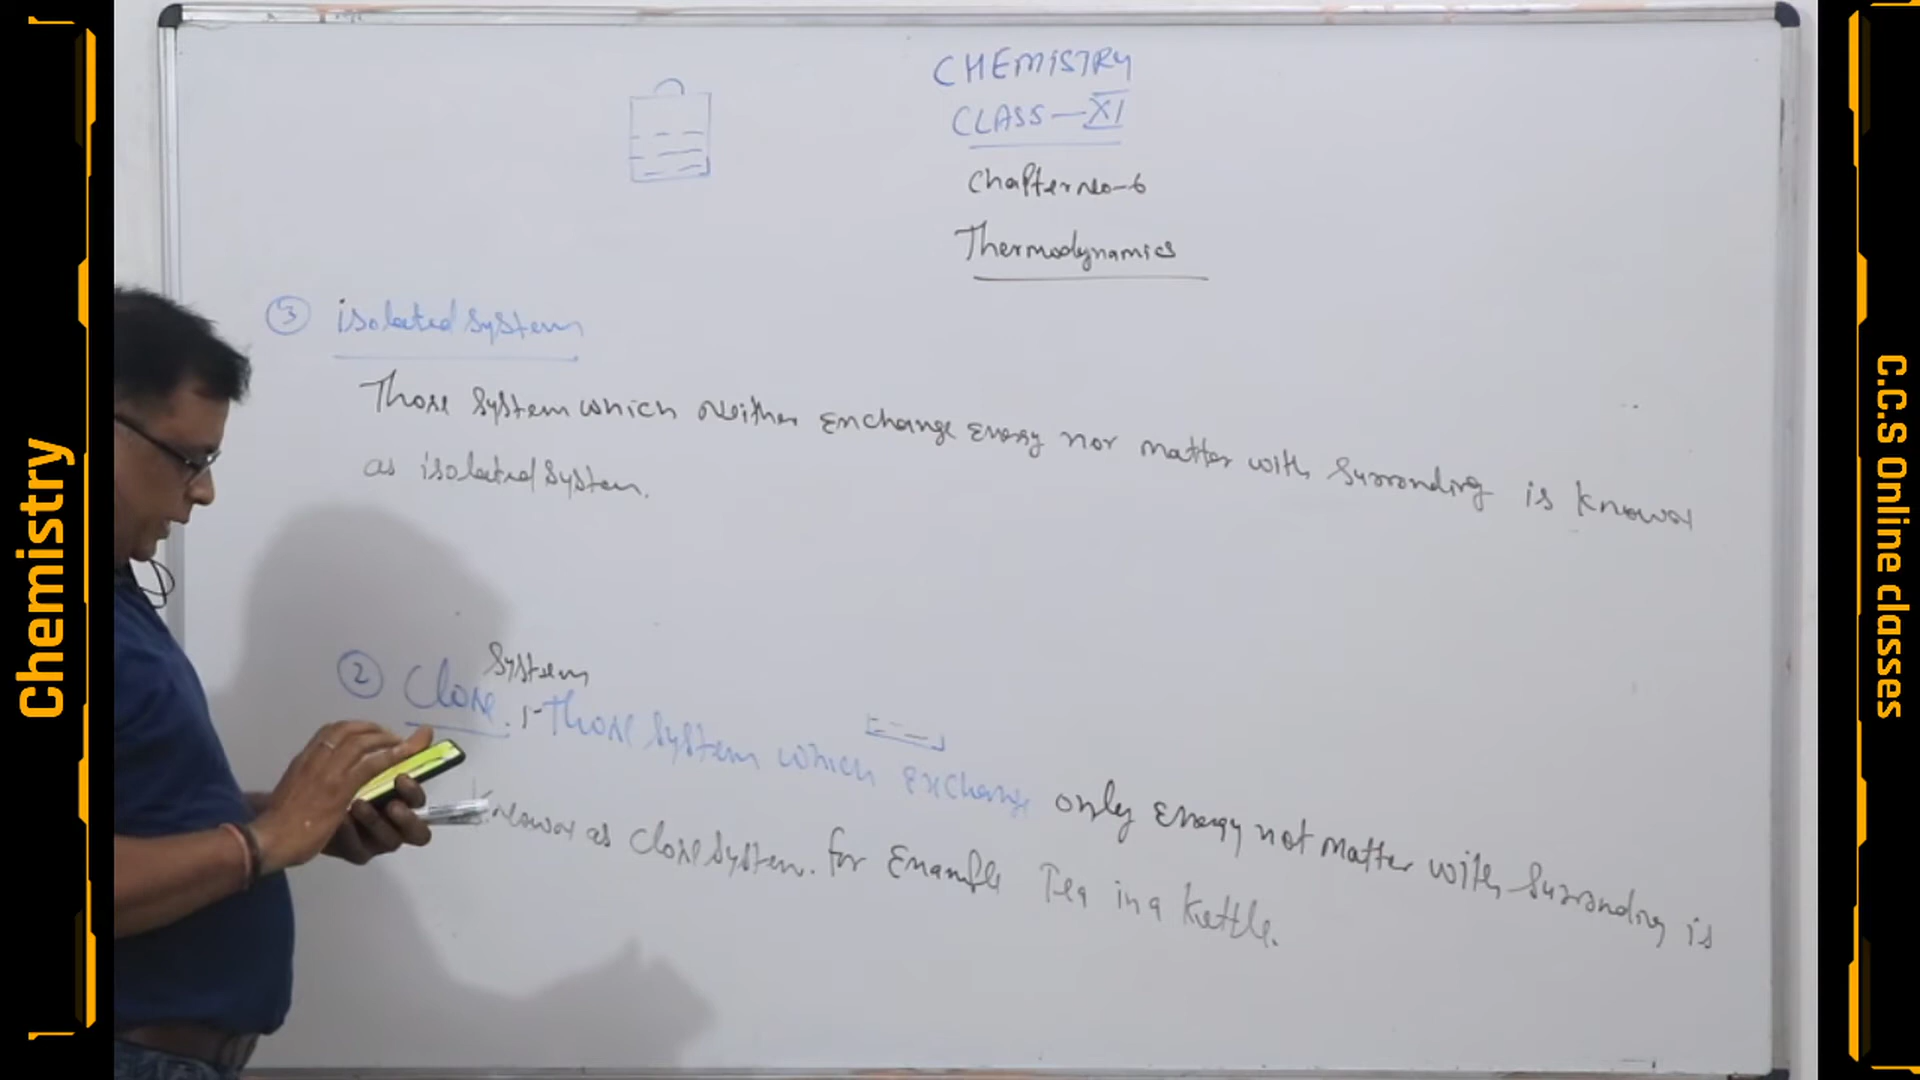 Chemistry
CHEMISTRY
CLASS — XI
Chapter no-6
Thermodynamics
③ isolated system
Those system which Neither Exchange Energy nor matter with Surronding is known
as isolated system.
system
② Close :- Those system which exchange only Energy not matter with Surronding is
known as Close system. for Example Tea in a Kettle.
C.C.S Online classes